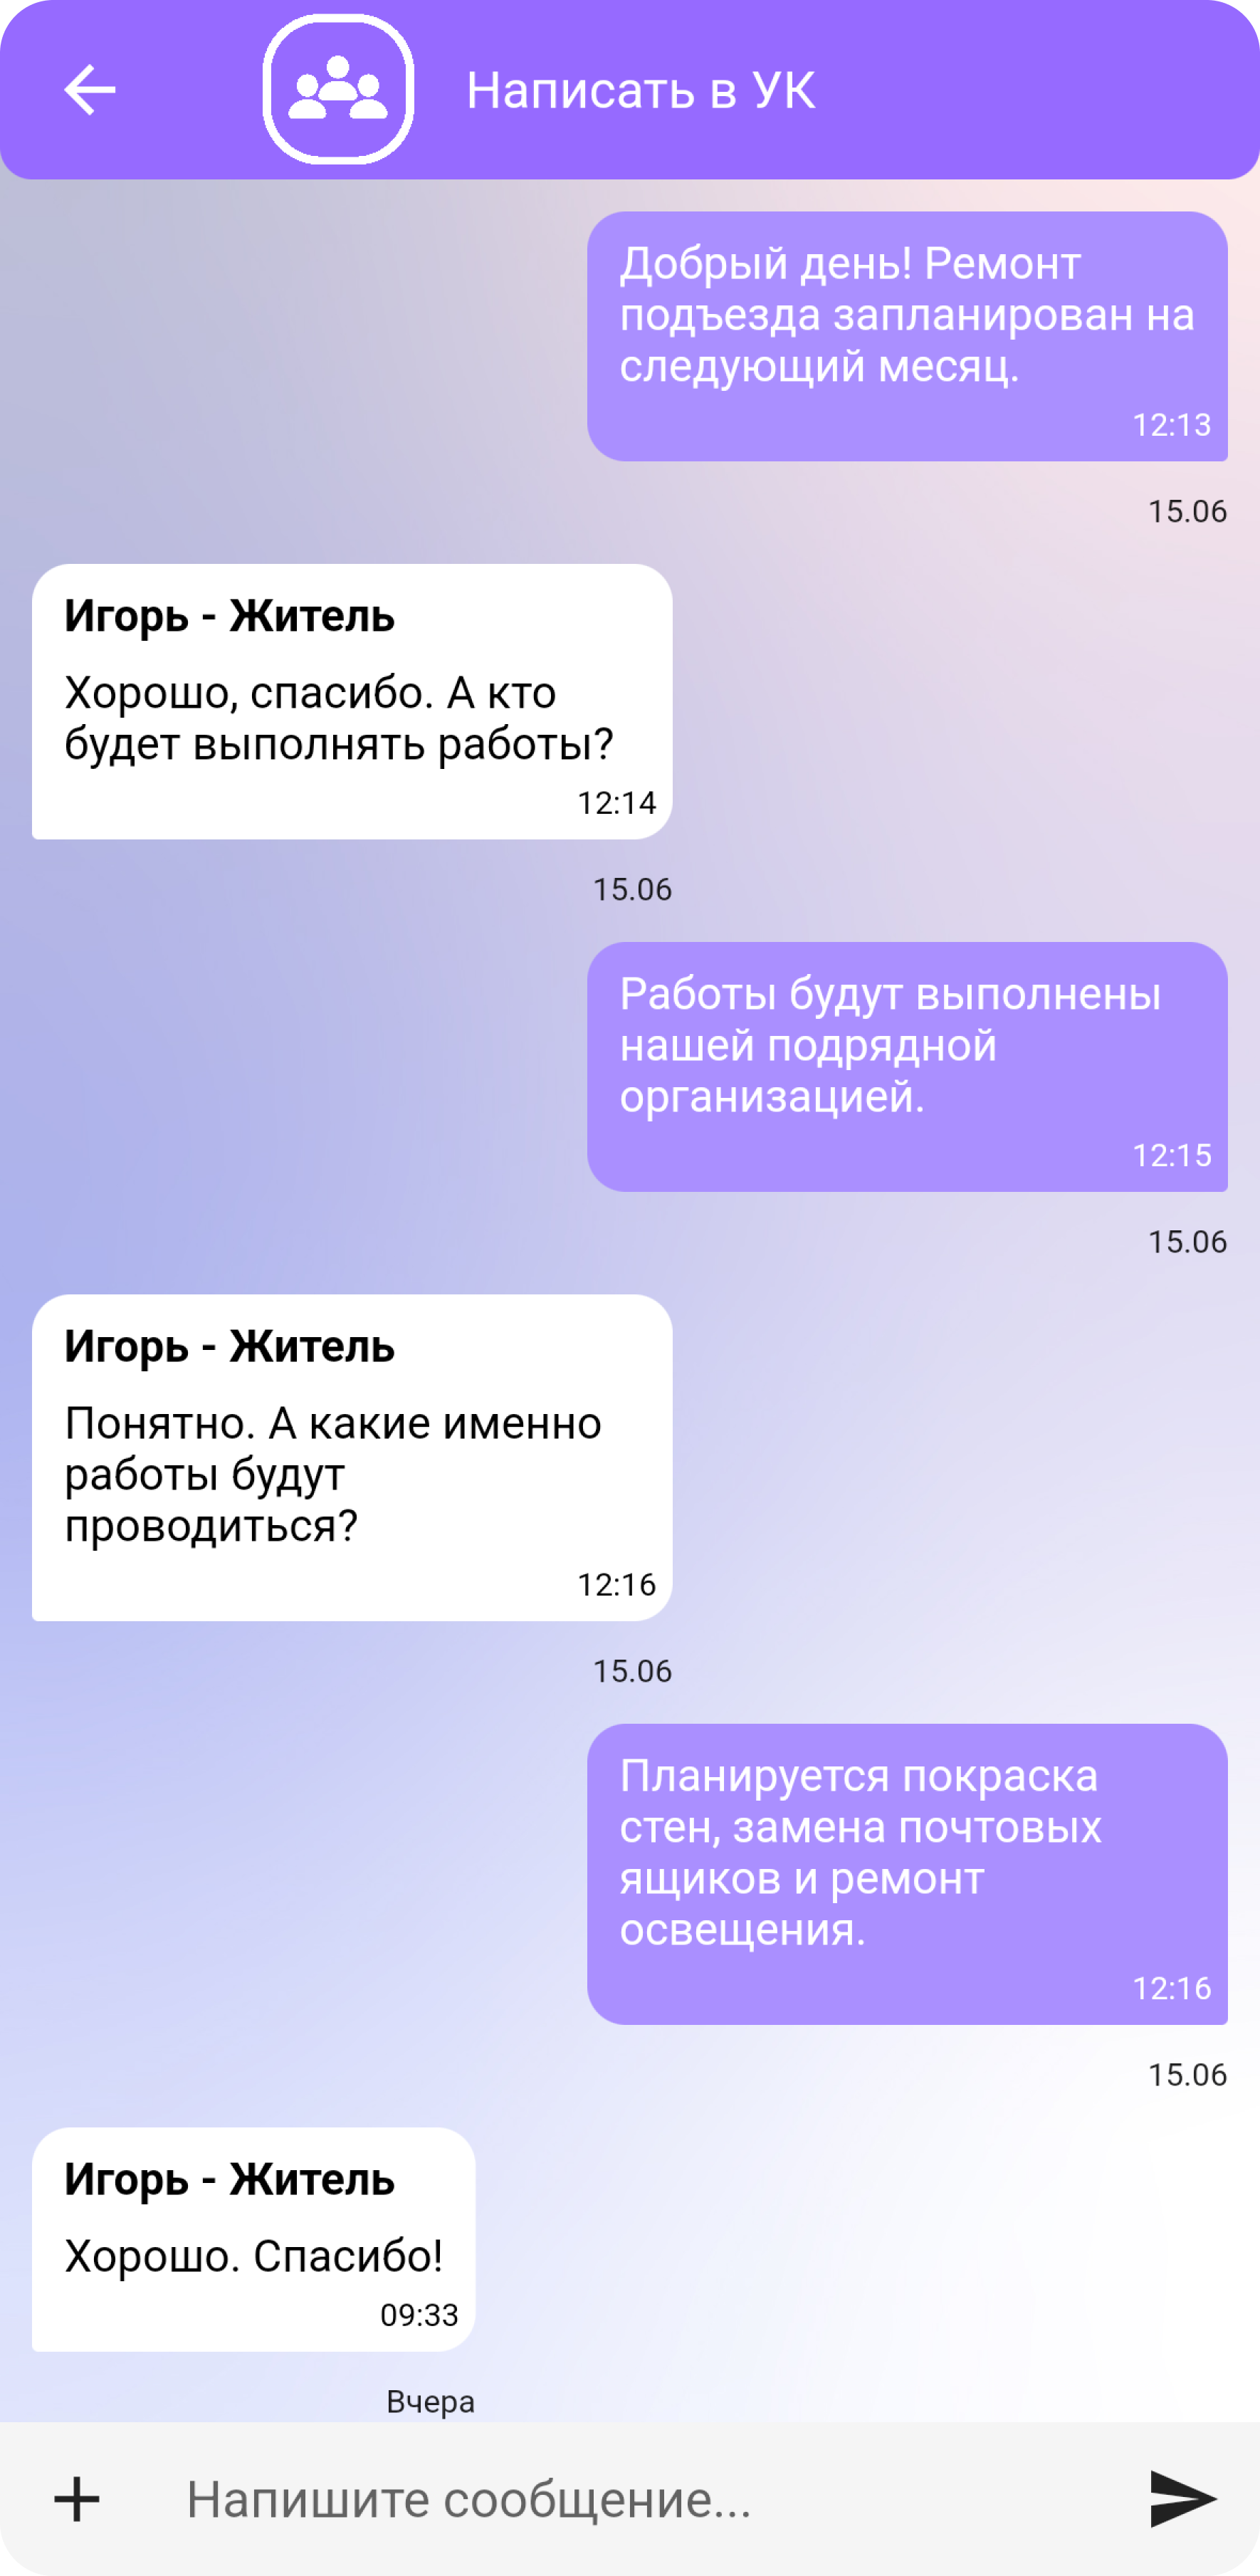 Написать в УК
Добрый день! Ремонт
подъезда запланирован на
следующий месяц.
12:13
15.06
Игорь - Житель
Хорошо, спасибо. А кто
будет выполнять работы?
12:14
15.06
Работы будут выполнены
нашей подрядной
организацией.
12:15
15.06
Игорь - Житель
Понятно. А какие именно
работы будут
проводиться?
12:16
15.06
Планируется покраска
стен, замена почтовых
ящиков и ремонт
освещения.
12:16
15.06
Игорь - Житель
Хорошо. Спасибо!
09:33
Вчера
Напишите сообщение...